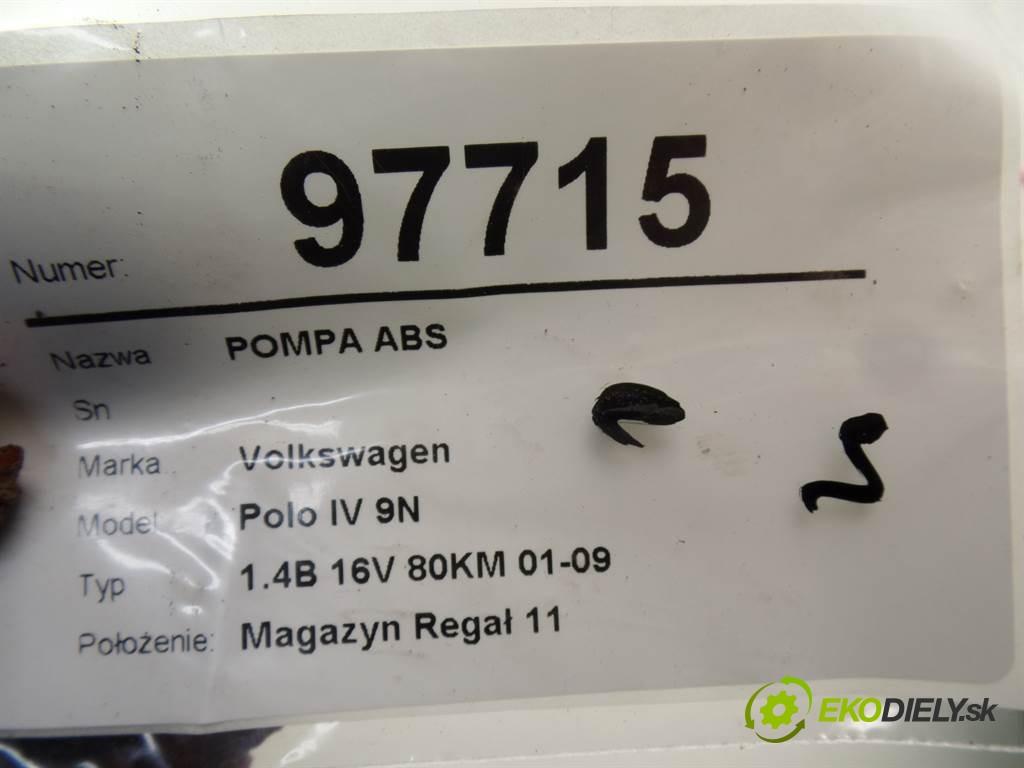 Numer: 97715
Nazwa POMPA ABS
Sn
Marka Volkswagen
Model Polo IV 9N
Typ 1.4B 16V 80KM 01-09
Położenie: Magazyn Regał 11
EKODIELY.sk